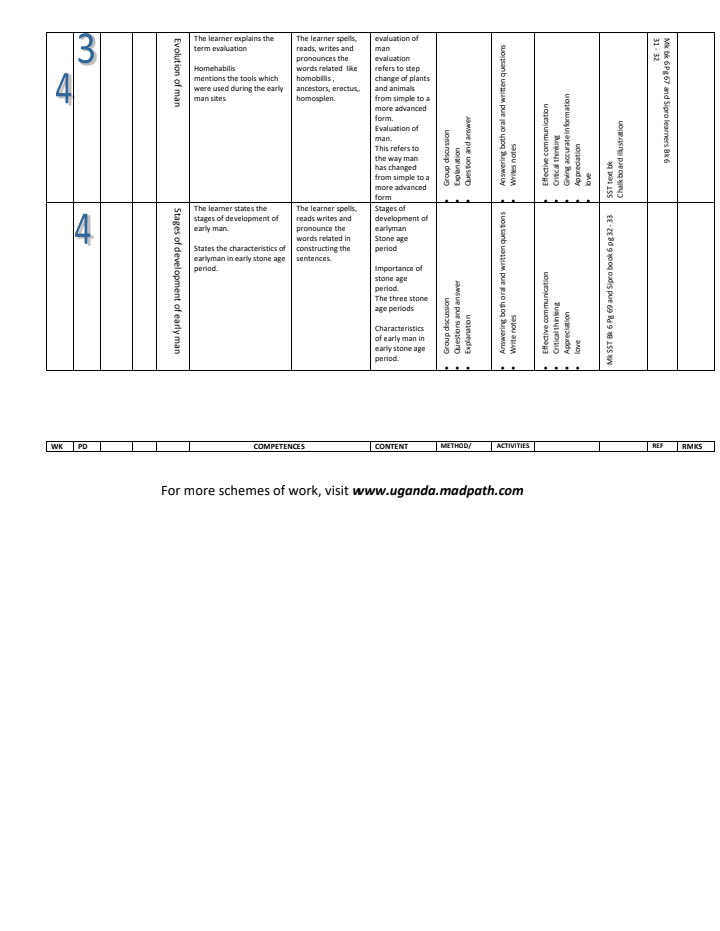 4
3
Evolution of man
The learner explains the
term evaluation
Homehabilis
mentions the tools which
were used during the early
man sites
The learner spells,
reads, writes and
pronounces the
words related  like
homobillis ,
ancestors, erectus,,
homosplen.
evaluation of
man
evaluation
refers to step
change of plants
and animals
from simple to a
more advanced
form.
Evaluation of
man.
This refers to
the way man
has changed
from simple to a
more advanced
form
• Group discussion
• Explanation
• Question and answer
• Answering both oral and written questions
• Writes notes
• Effective communication
• Critical thinking
• Giving accurate information
• Appreciation
• love
SST text bk
Chalk board illustration
Mk bk 6 Pg 67 and Sipro learners Bk 6
31 - 32
4
Stages of development of early man
The learner states the
stages of development of
early man.
States the characteristics of
earlyman in early stone age
period.
The learner spells,
reads writes and
pronounce the
words related in
constructing the
sentences.
Stages of
development of
earlyman
Stone age
period
Importance of
stone age
period.
The three stone
age periods
Characteristics
of early man in
early stone age
period.
• Group discussion
• Questions and answer
• Explanation
• Answering both oral and written questions
• Write notes
• Effective communication
• Critical thinking
• Appreciation
• love
Mk SST Bk 6 Pg 69 and Sipro book 6 pg 32 - 33
WK PD COMPETENCES CONTENT METHOD/ ACTIVITIES REF RMKS
For more schemes of work, visit www.uganda.madpath.com